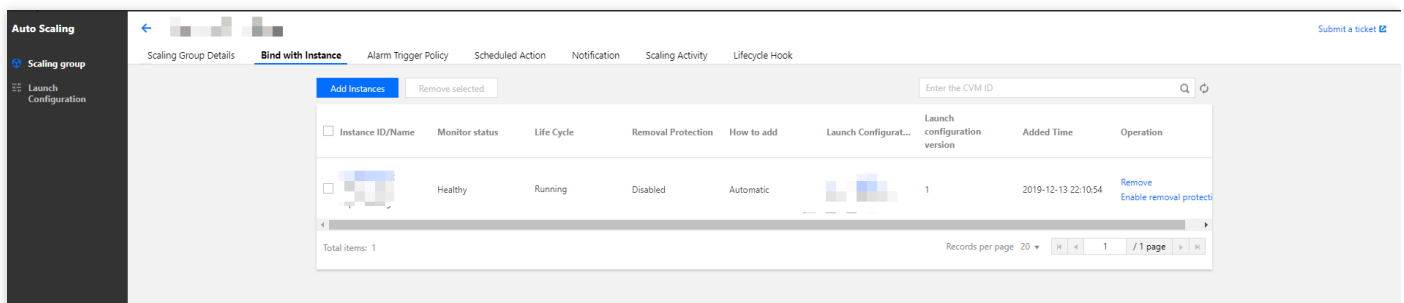 Auto Scaling
Submit a ticket
Scaling Group Details Bind with Instance Alarm Trigger Policy Scheduled Action Notification Scaling Activity Lifecycle Hook
Scaling group
Launch
Configuration
Add Instances Remove selected Enter the CVM ID
Instance ID/Name Monitor status Life Cycle Removal Protection How to add Launch Configurat... Launch
configuration
version Added Time Operation
Healthy Running Disabled Automatic 1 2019-12-13 22:10:54 Remove
Enable removal protecti
Total items: 1 Records per page 20 1 / 1 page